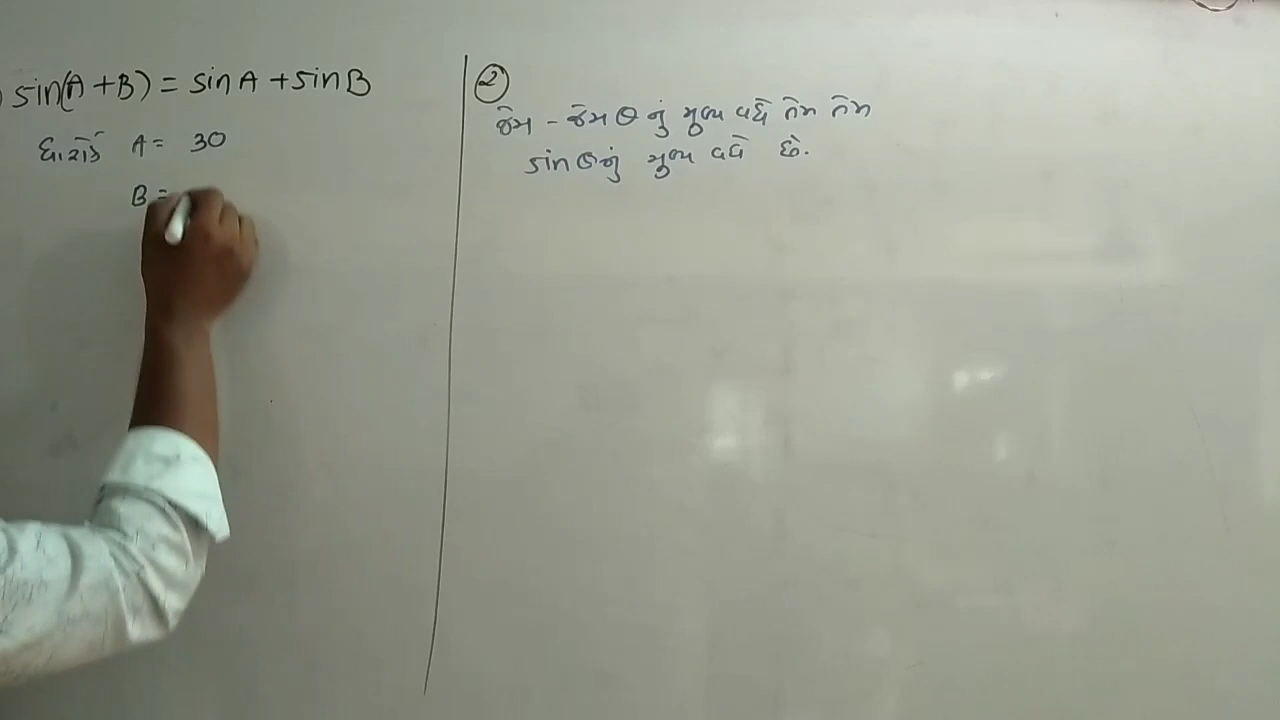 ) sin(A + B) = sin A + sin B
ધારોકે A = 30
B =
2
જેમ - જેમ θ નું મુલ્ય વધે તેમ તેમ
sin θ નું મુલ્ય વધે છે.